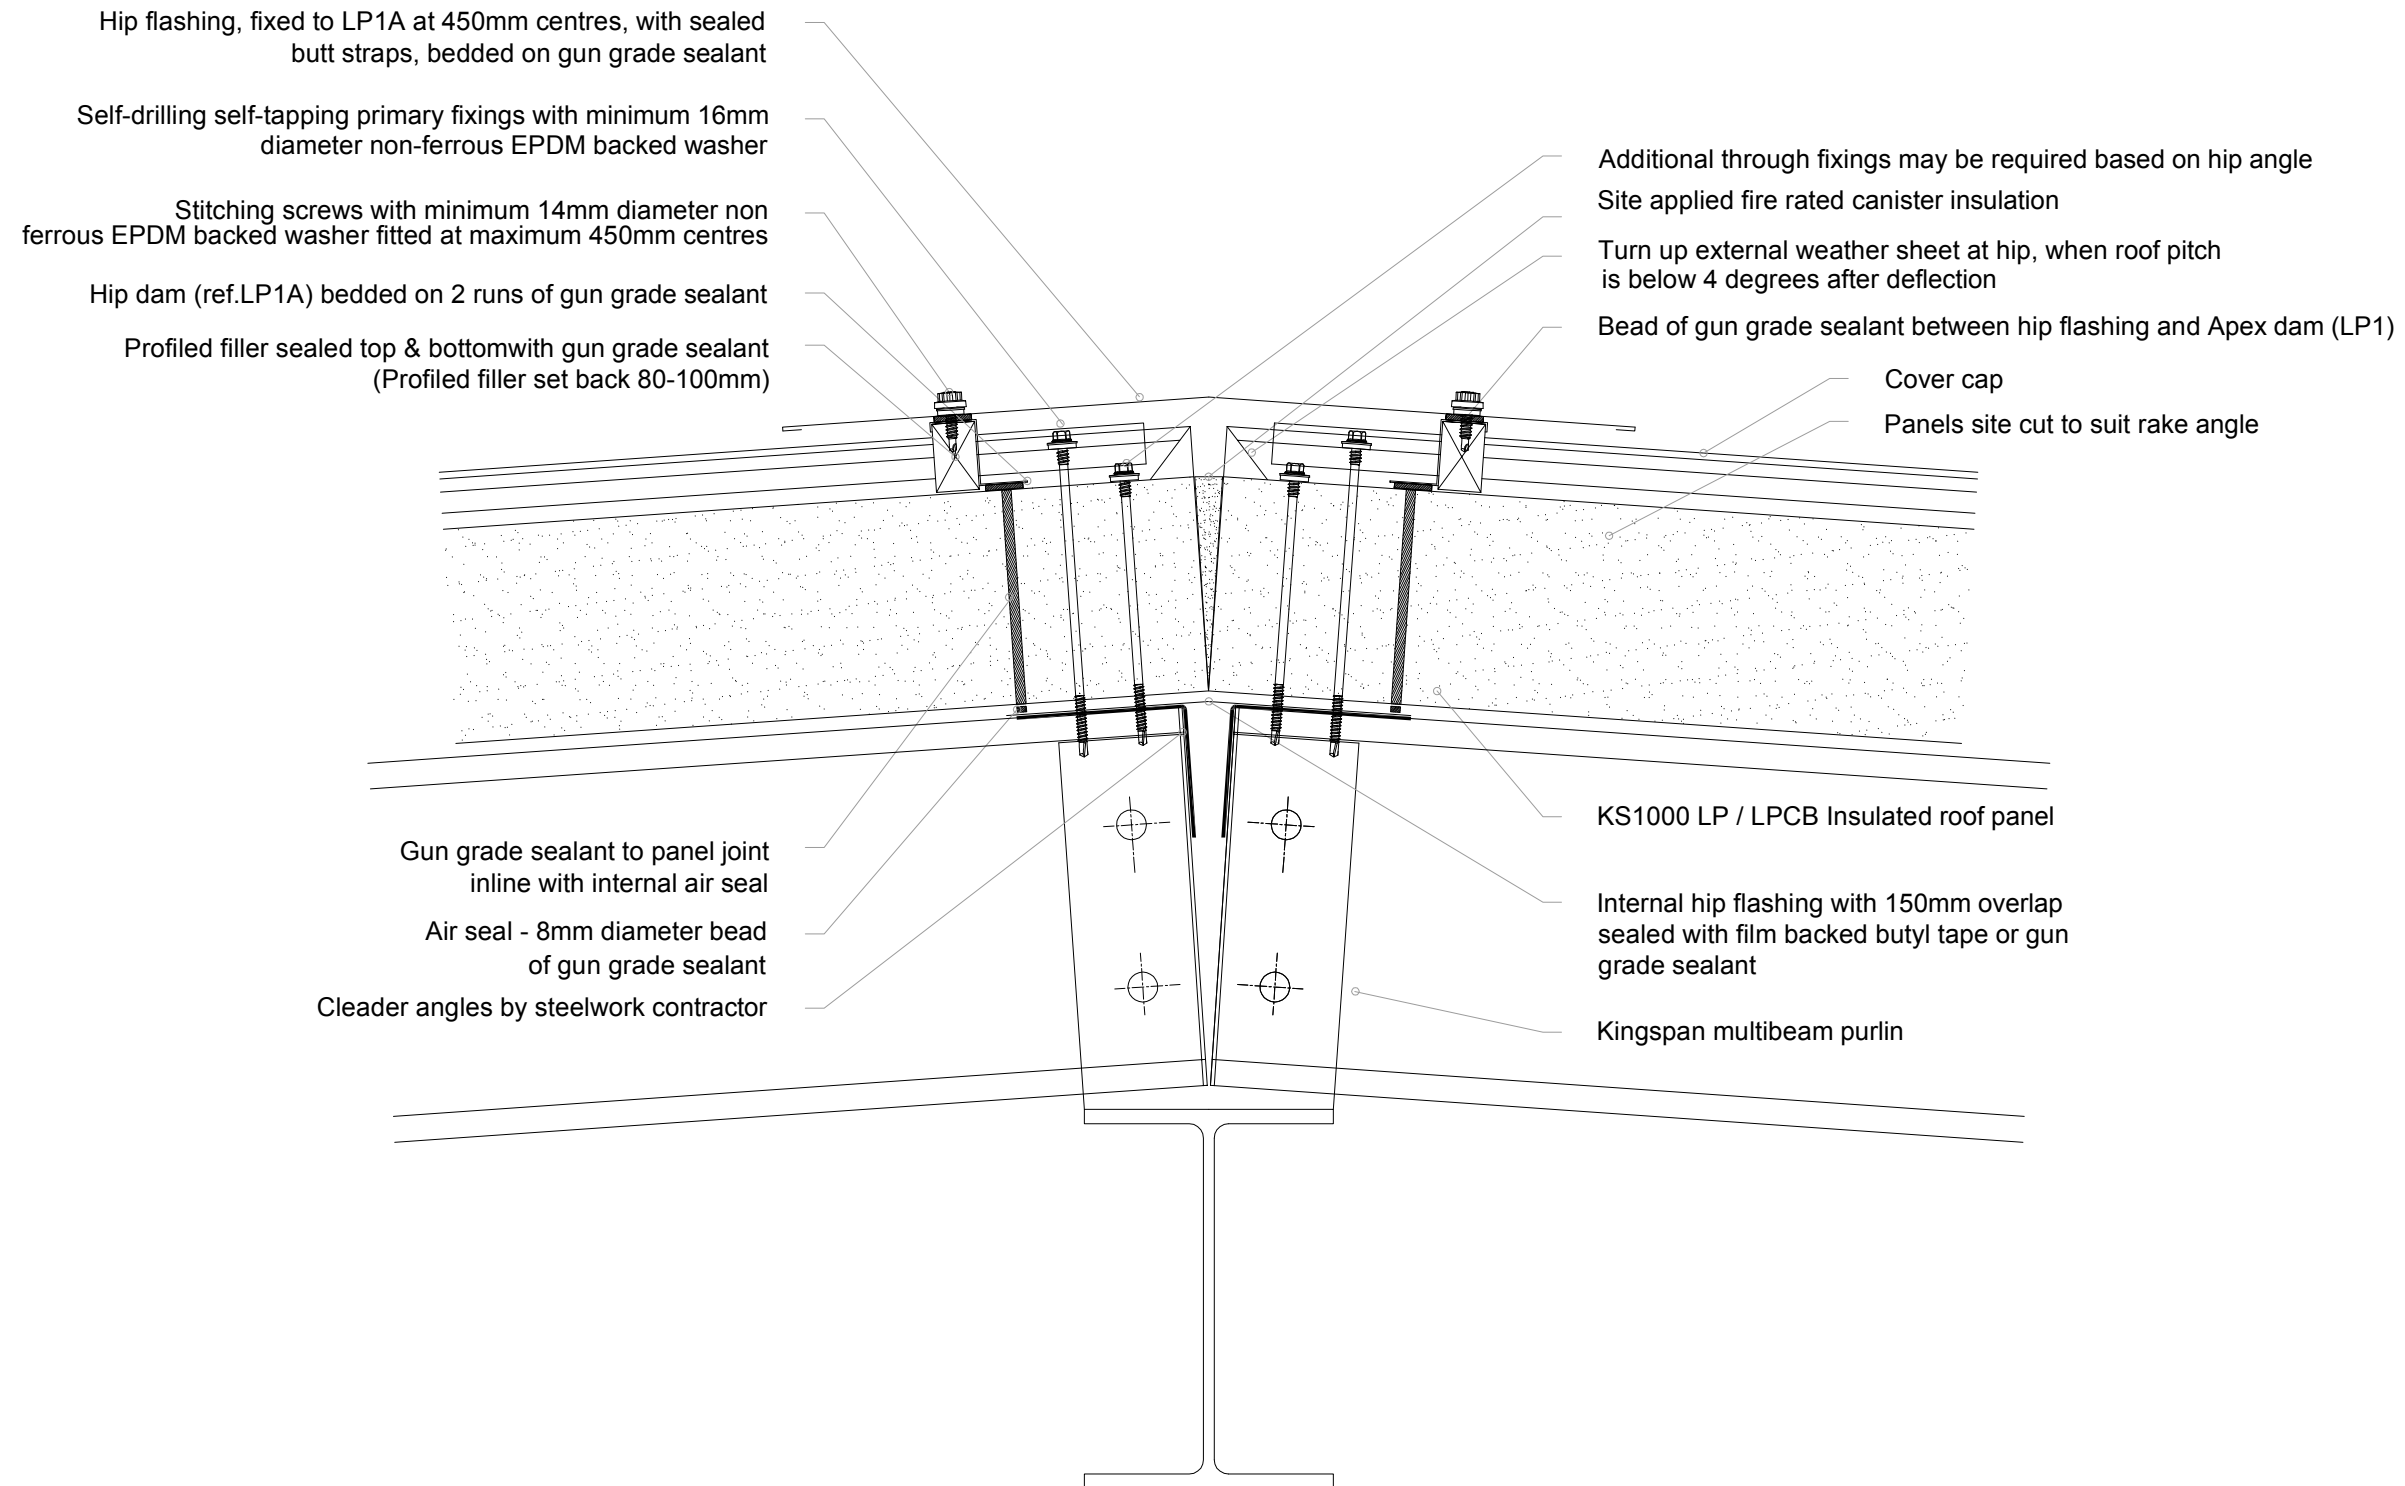 Hip flashing, fixed to LP1A at 450mm centres, with sealed
butt straps, bedded on gun grade sealant
Self-drilling self-tapping primary fixings with minimum 16mm
diameter non-ferrous EPDM backed washer
Stitching screws with minimum 14mm diameter non
ferrous EPDM backed washer fitted at maximum 450mm centres
Hip dam (ref.LP1A) bedded on 2 runs of gun grade sealant
Profiled filler sealed top & bottomwith gun grade sealant
(Profiled filler set back 80-100mm)
Additional through fixings may be required based on hip angle
Site applied fire rated canister insulation
Turn up external weather sheet at hip, when roof pitch
is below 4 degrees after deflection
Bead of gun grade sealant between hip flashing and Apex dam (LP1)
Cover cap
Panels site cut to suit rake angle
Gun grade sealant to panel joint
inline with internal air seal
Air seal - 8mm diameter bead
of gun grade sealant
Cleader angles by steelwork contractor
KS1000 LP / LPCB Insulated roof panel
Internal hip flashing with 150mm overlap
sealed with film backed butyl tape or gun
grade sealant
Kingspan multibeam purlin